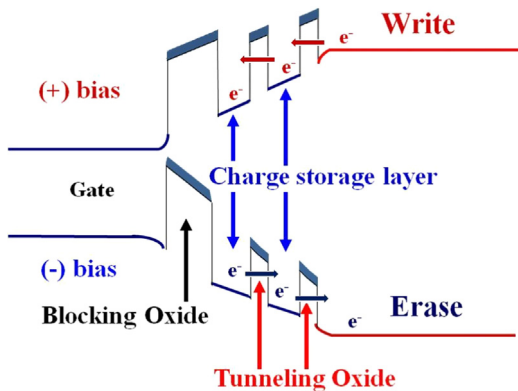 e⁻
Write
e⁻
e⁻
(+) bias
Charge storage layer
Gate
(-) bias
e⁻
e⁻
Blocking Oxide
e⁻
Erase
Tunneling Oxide